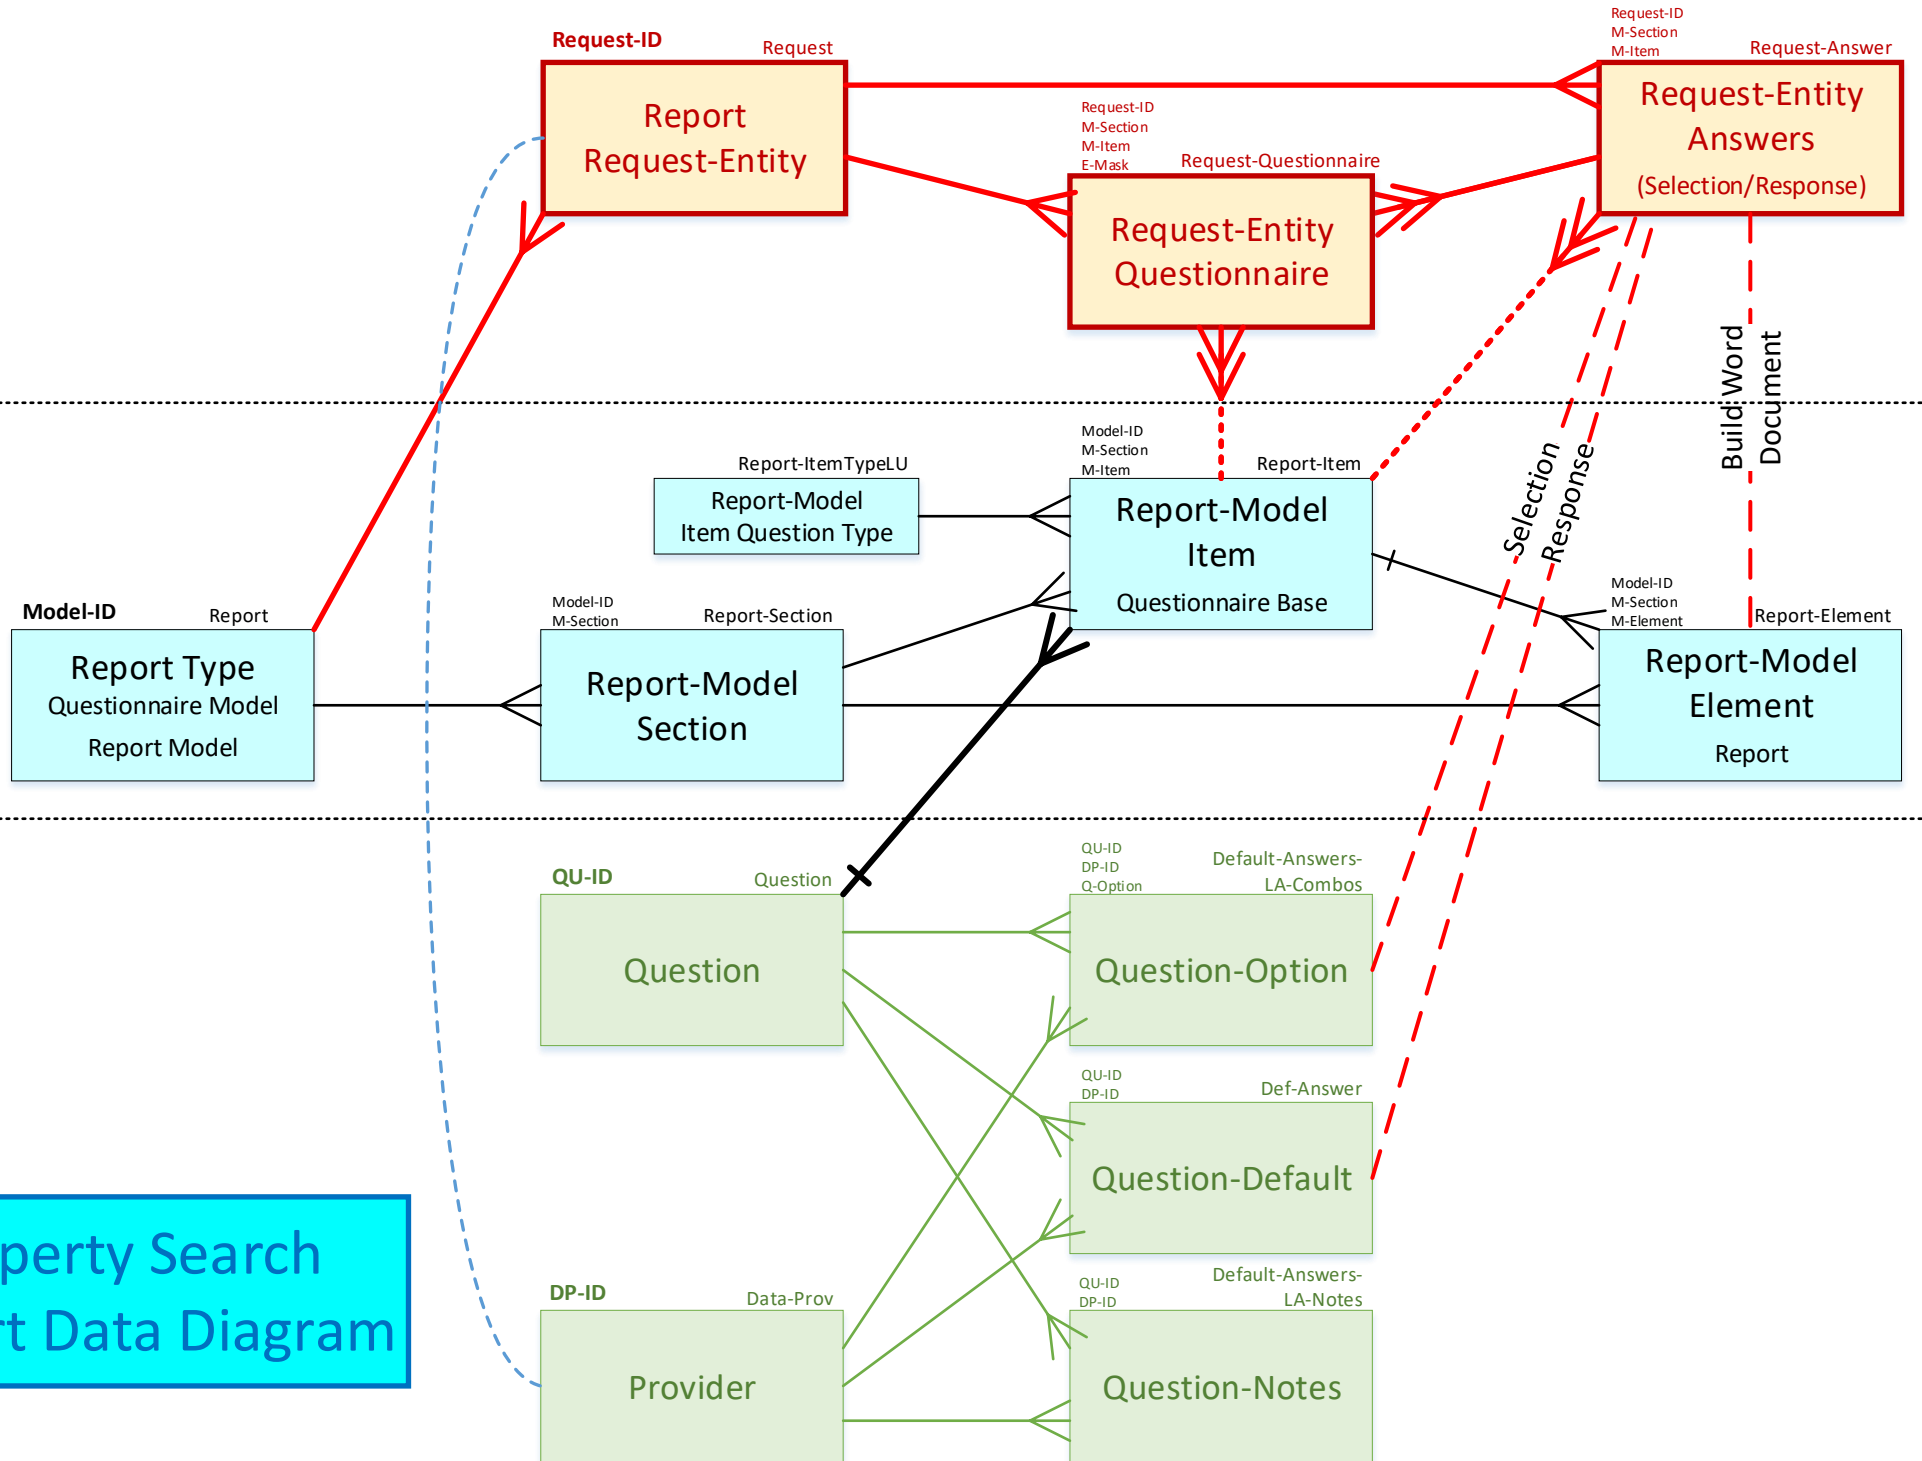 Request-ID
Request
Report
Request-Entity
Request-ID
M-Section
M-Item
Request-Answer
Request-Entity
Answers
(Selection/Response)
Request-ID
M-Section
M-Item
E-Mask
Request-Questionnaire
Request-Entity
Questionnaire
Build Word
Document
Selection
Response
Report-ItemTypeLU
Report-Model
Item Question Type
Model-ID
M-Section
M-Item
Report-Item
Report-Model
Item
Questionnaire Base
Model-ID
Report
Report Type
Questionnaire Model
Report Model
Model-ID
M-Section
Report-Section
Report-Model
Section
Model-ID
M-Section
M-Element
Report-Element
Report-Model
Element
Report
QU-ID
Question
Question
QU-ID
DP-ID
Q-Option
Default-Answers-
LA-Combos
Question-Option
QU-ID
DP-ID
Def-Answer
Question-Default
DP-ID
Data-Prov
Provider
QU-ID
DP-ID
Default-Answers-
LA-Notes
Question-Notes
perty Search
rt Data Diagram